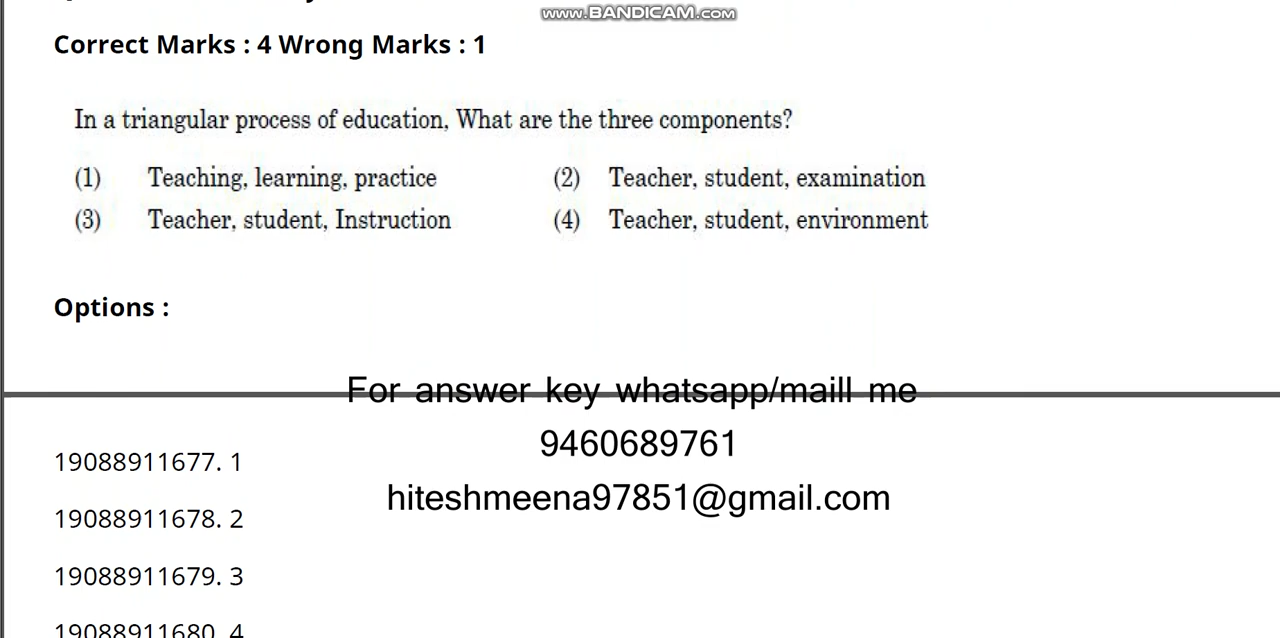 www.BANDICAM.com
Correct Marks : 4 Wrong Marks : 1
In a triangular process of education, What are the three components?
(1) Teaching, learning, practice (2) Teacher, student, examination
(3) Teacher, student, Instruction (4) Teacher, student, environment
Options :
For answer key whatsapp/maill me
9460689761
19088911677. 1
hiteshmeena97851@gmail.com
19088911678. 2
19088911679. 3
19088911680. 4